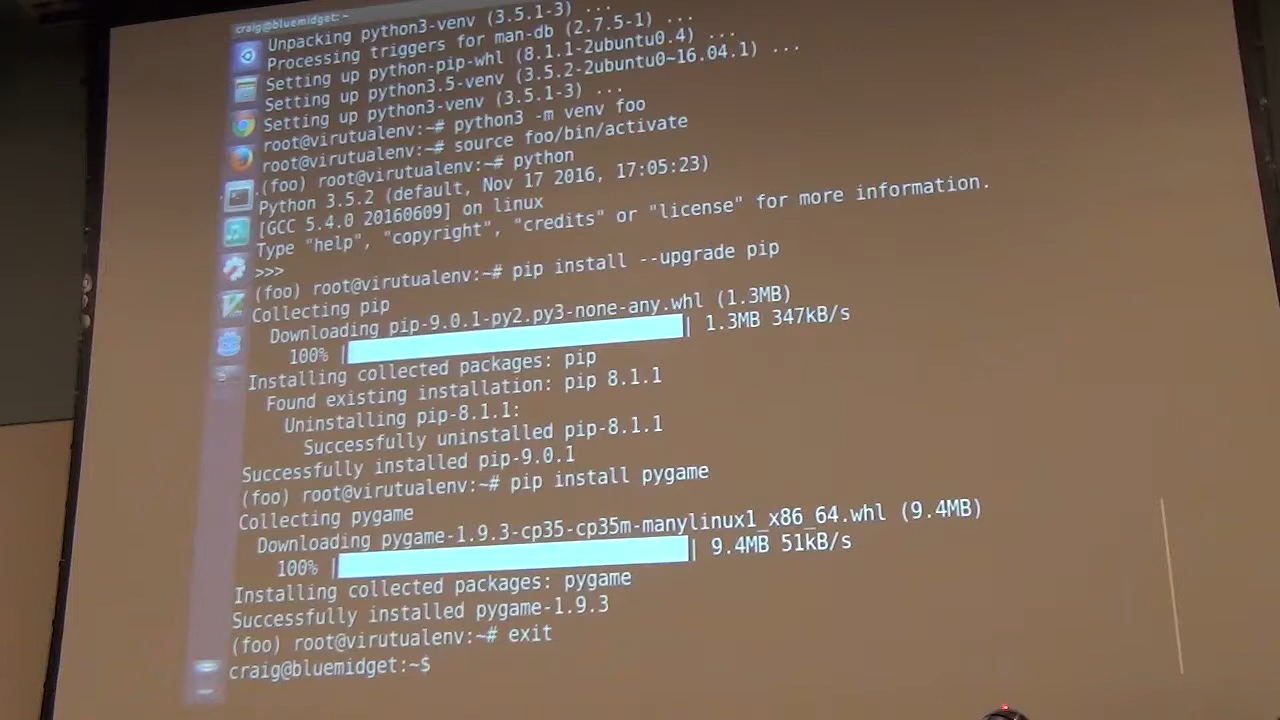 craig@bluemidget: ~
Unpacking python3-venv (3.5.1-3) ...
Processing triggers for man-db (2.7.5-1) ...
Setting up python-pip-whl (8.1.1-2ubuntu0.4) ...
Setting up python3.5-venv (3.5.2-2ubuntu0~16.04.1) ...
Setting up python3-venv (3.5.1-3) ...
root@virutualenv:~# python3 -m venv foo
root@virutualenv:~# source foo/bin/activate
(foo) root@virutualenv:~# python
Python 3.5.2 (default, Nov 17 2016, 17:05:23)
[GCC 5.4.0 20160609] on linux
Type "help", "copyright", "credits" or "license" for more information.
>>>
(foo) root@virutualenv:~# pip install --upgrade pip
Collecting pip
Downloading pip-9.0.1-py2.py3-none-any.whl (1.3MB)
100% | | 1.3MB 347kB/s
Installing collected packages: pip
Found existing installation: pip 8.1.1
Uninstalling pip-8.1.1:
Successfully uninstalled pip-8.1.1
Successfully installed pip-9.0.1
(foo) root@virutualenv:~# pip install pygame
Collecting pygame
Downloading pygame-1.9.3-cp35-cp35m-manylinux1_x86_64.whl (9.4MB)
100% | | 9.4MB 51kB/s
Installing collected packages: pygame
Successfully installed pygame-1.9.3
(foo) root@virutualenv:~# exit
craig@bluemidget:~$